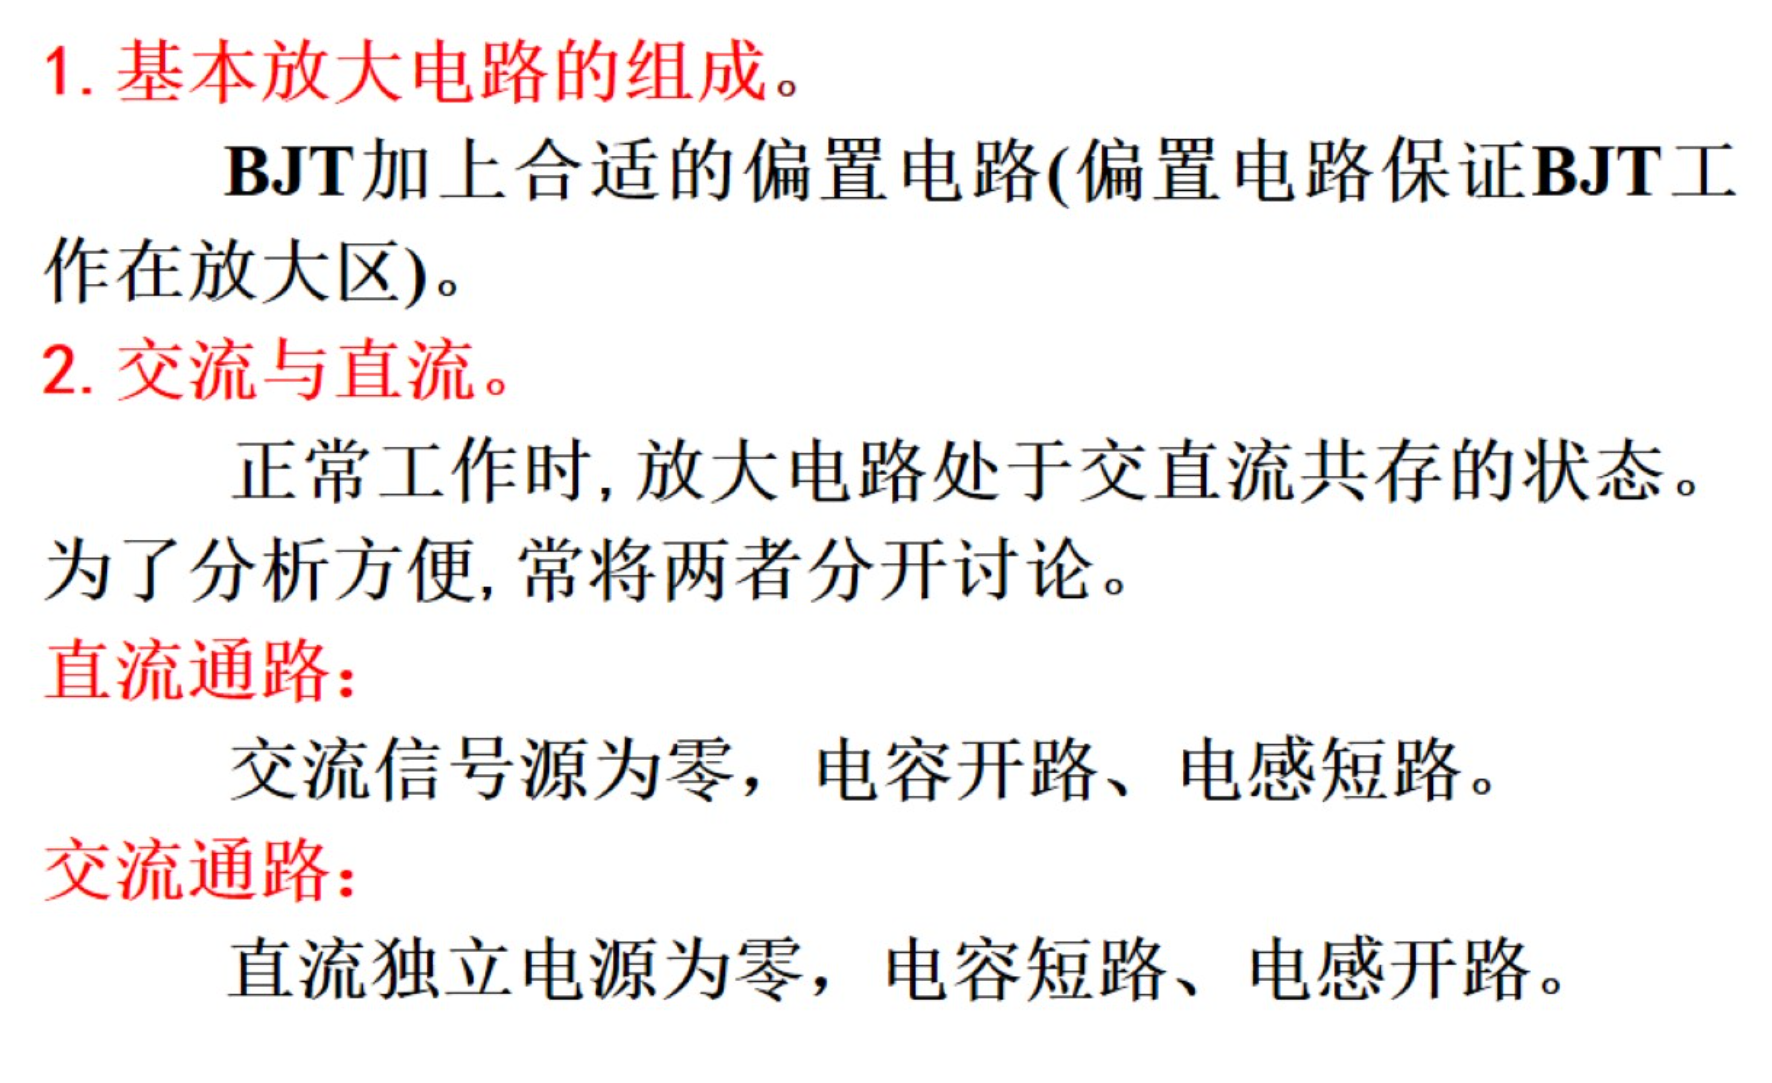 1. 基本放大电路的组成。
BJT加上合适的偏置电路(偏置电路保证BJT工
作在放大区)。
2. 交流与直流。
正常工作时, 放大电路处于交直流共存的状态。
为了分析方便, 常将两者分开讨论。
直流通路：
交流信号源为零，电容开路、电感短路。
交流通路：
直流独立电源为零，电容短路、电感开路。